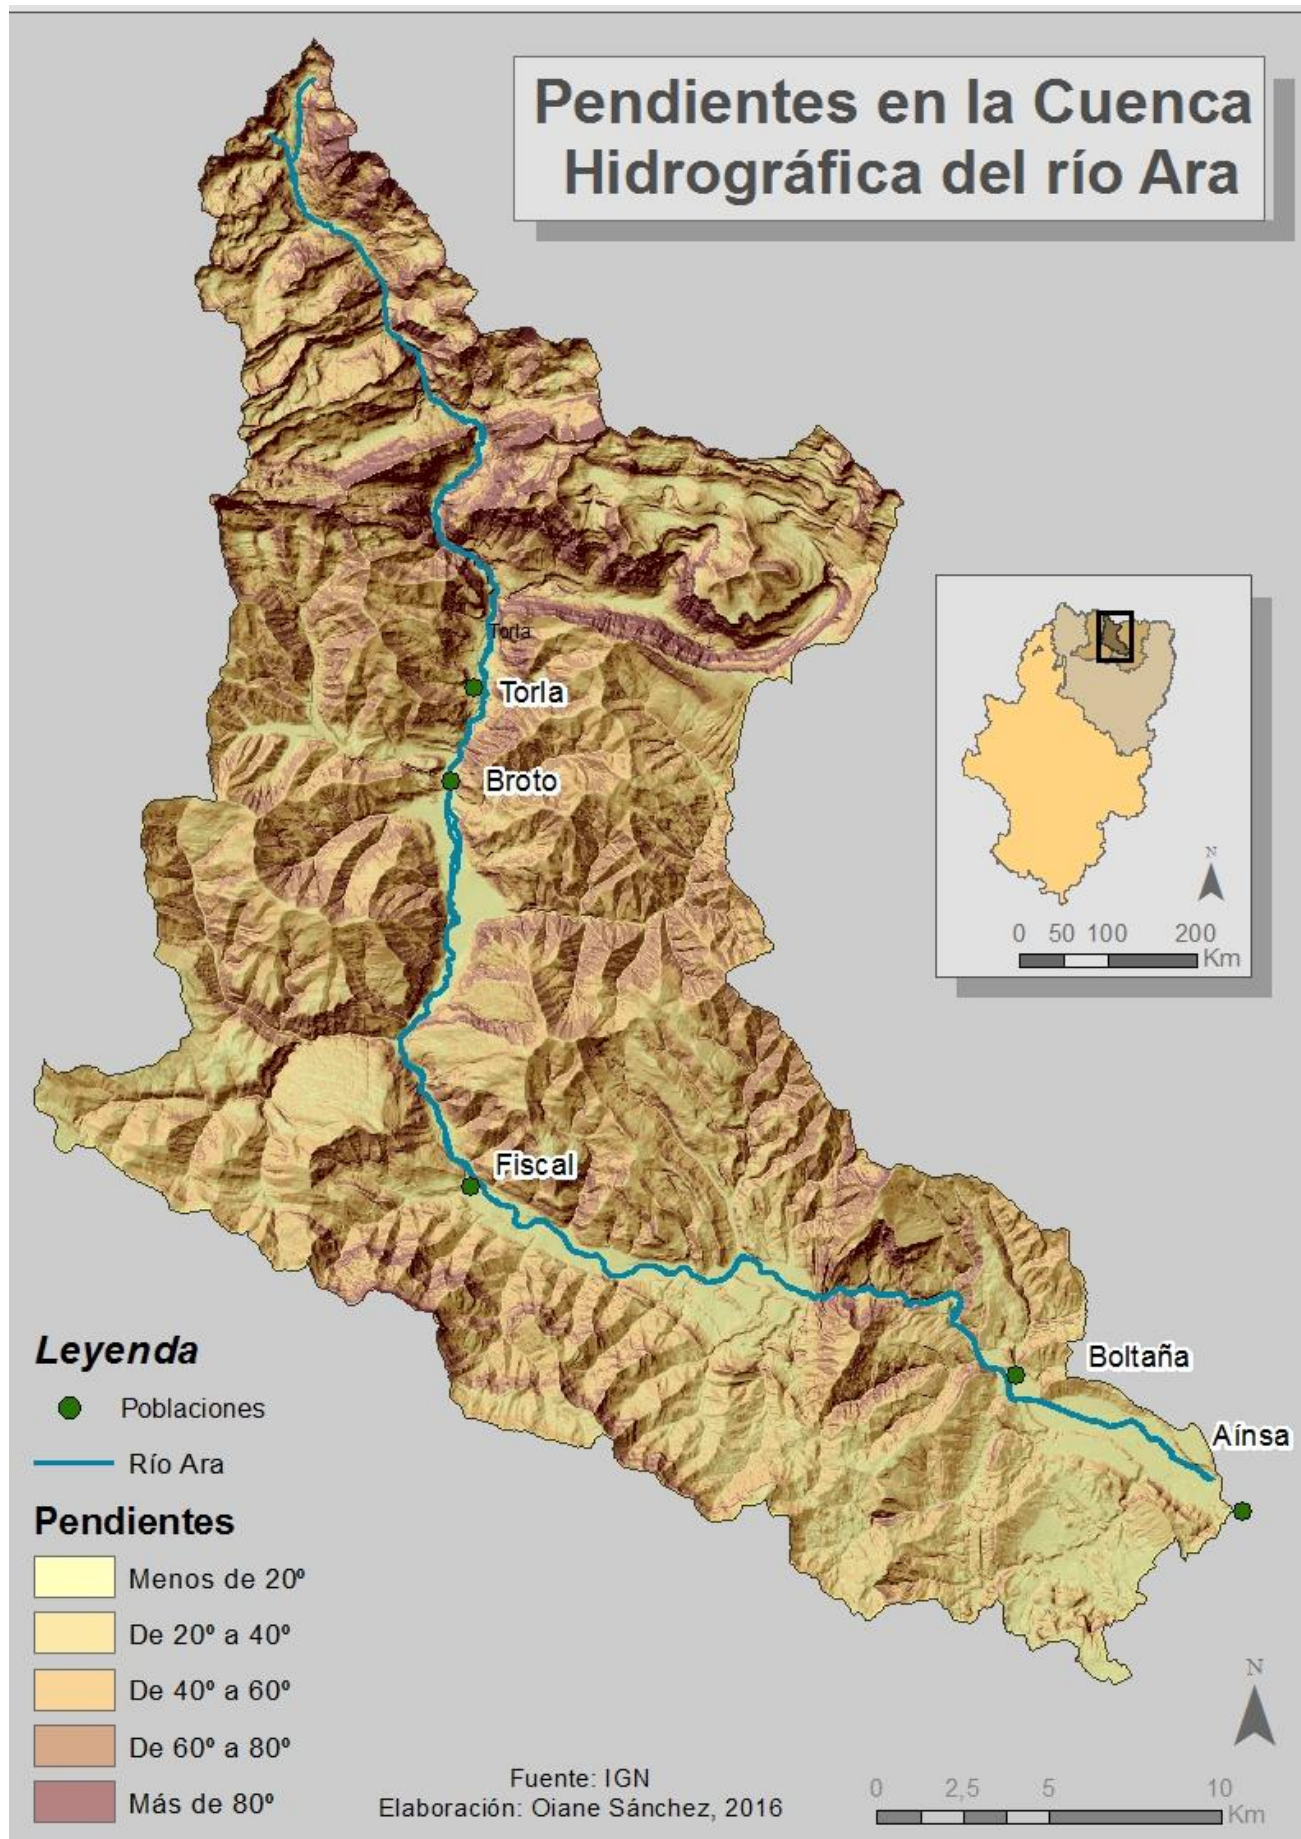 Pendientes en la Cuenca
Hidrográfica del río Ara
Torla
Torla
Broto
N
0 50 100 200
Km
Fiscal
Boltaña
Aínsa
Leyenda
Poblaciones
Río Ara
Pendientes
Menos de 20º
De 20º a 40º
De 40º a 60º
De 60º a 80º
Más de 80º
Fuente: IGN
Elaboración: Oiane Sánchez, 2016
N
0 2,5 5 10
Km